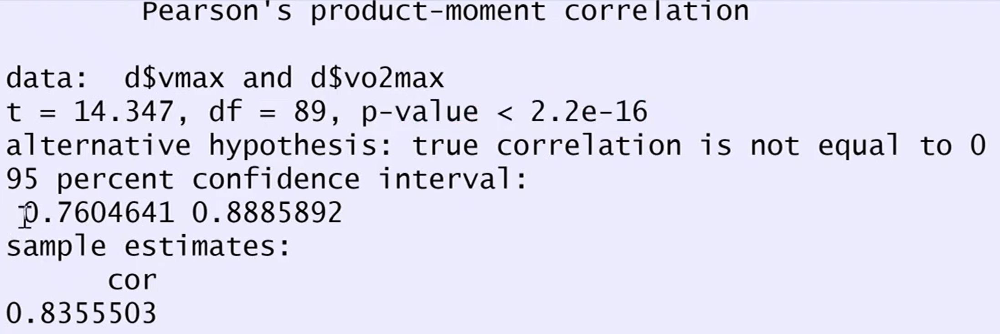 Pearson's product-moment correlation
data: d$vmax and d$vo2max
t = 14.347, df = 89, p-value < 2.2e-16
alternative hypothesis: true correlation is not equal to 0
95 percent confidence interval:
0.7604641 0.8885892
sample estimates:
cor
0.8355503